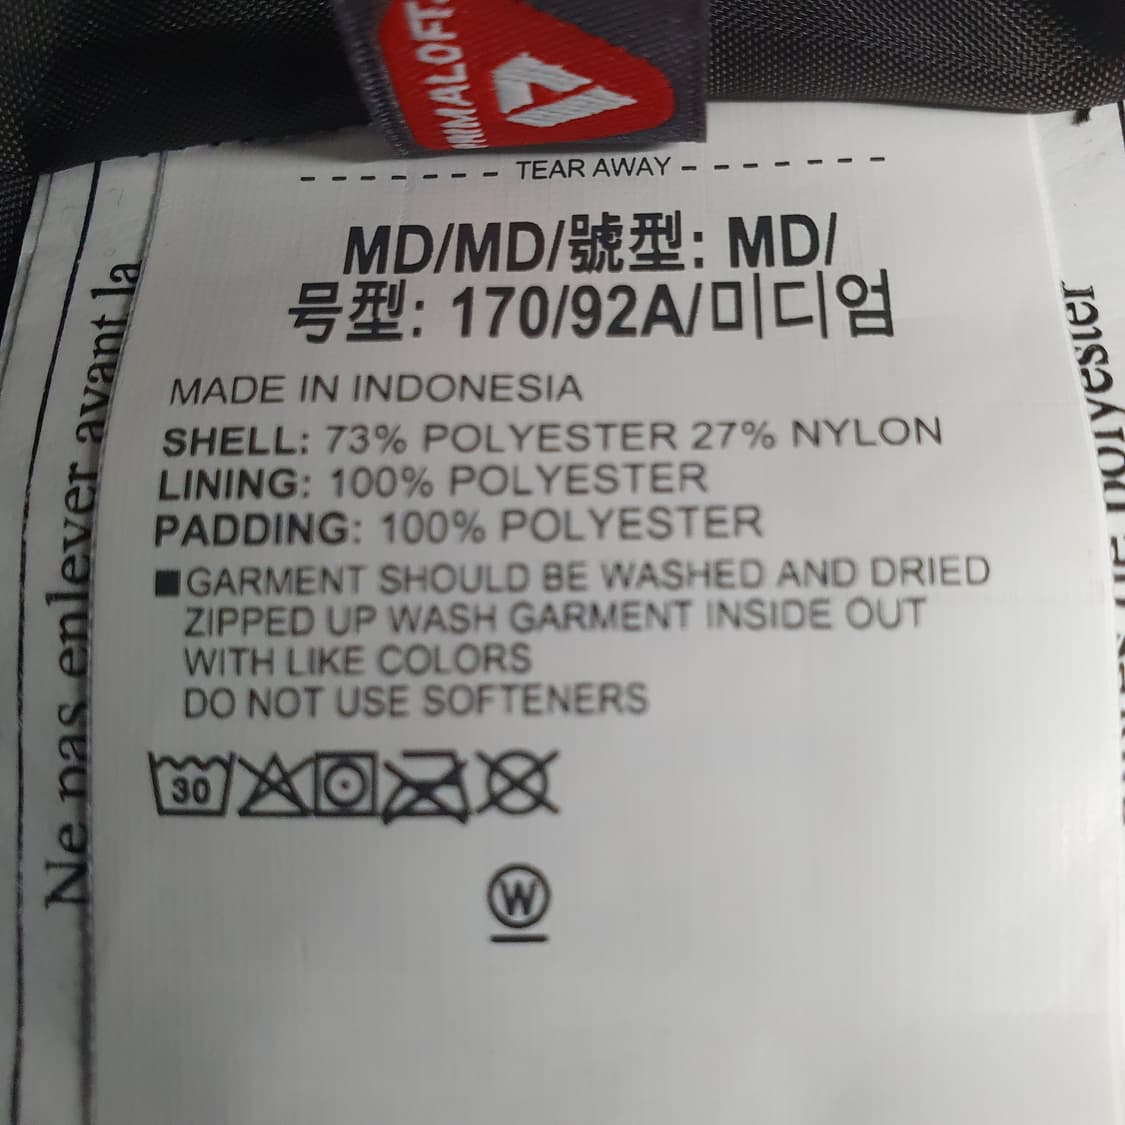 PRIMALOFT
- - - - - - - TEAR AWAY - - - - - - -
MD/MD/號型: MD/
号型: 170/92A/미디엄
MADE IN INDONESIA
SHELL: 73% POLYESTER 27% NYLON
LINING: 100% POLYESTER
PADDING: 100% POLYESTER
■GARMENT SHOULD BE WASHED AND DRIED
ZIPPED UP WASH GARMENT INSIDE OUT
WITH LIKE COLORS
DO NOT USE SOFTENERS
30
W
Ne pas enlever avant la